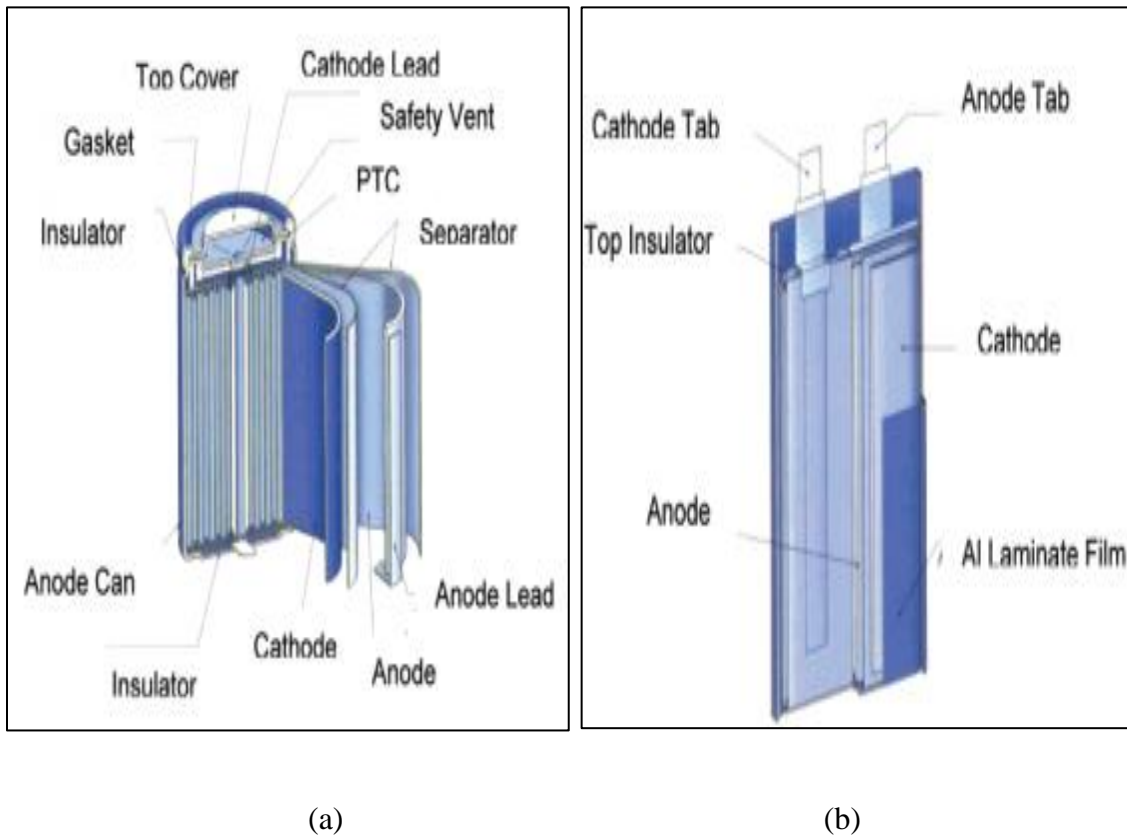 Top Cover
Cathode Lead
Gasket
Safety Vent
PTC
Insulator
Separator
Anode Can
Anode Lead
Cathode
Anode
Insulator
(a)
Cathode Tab
Anode Tab
Top Insulator
Cathode
Anode
Al Laminate Film
(b)